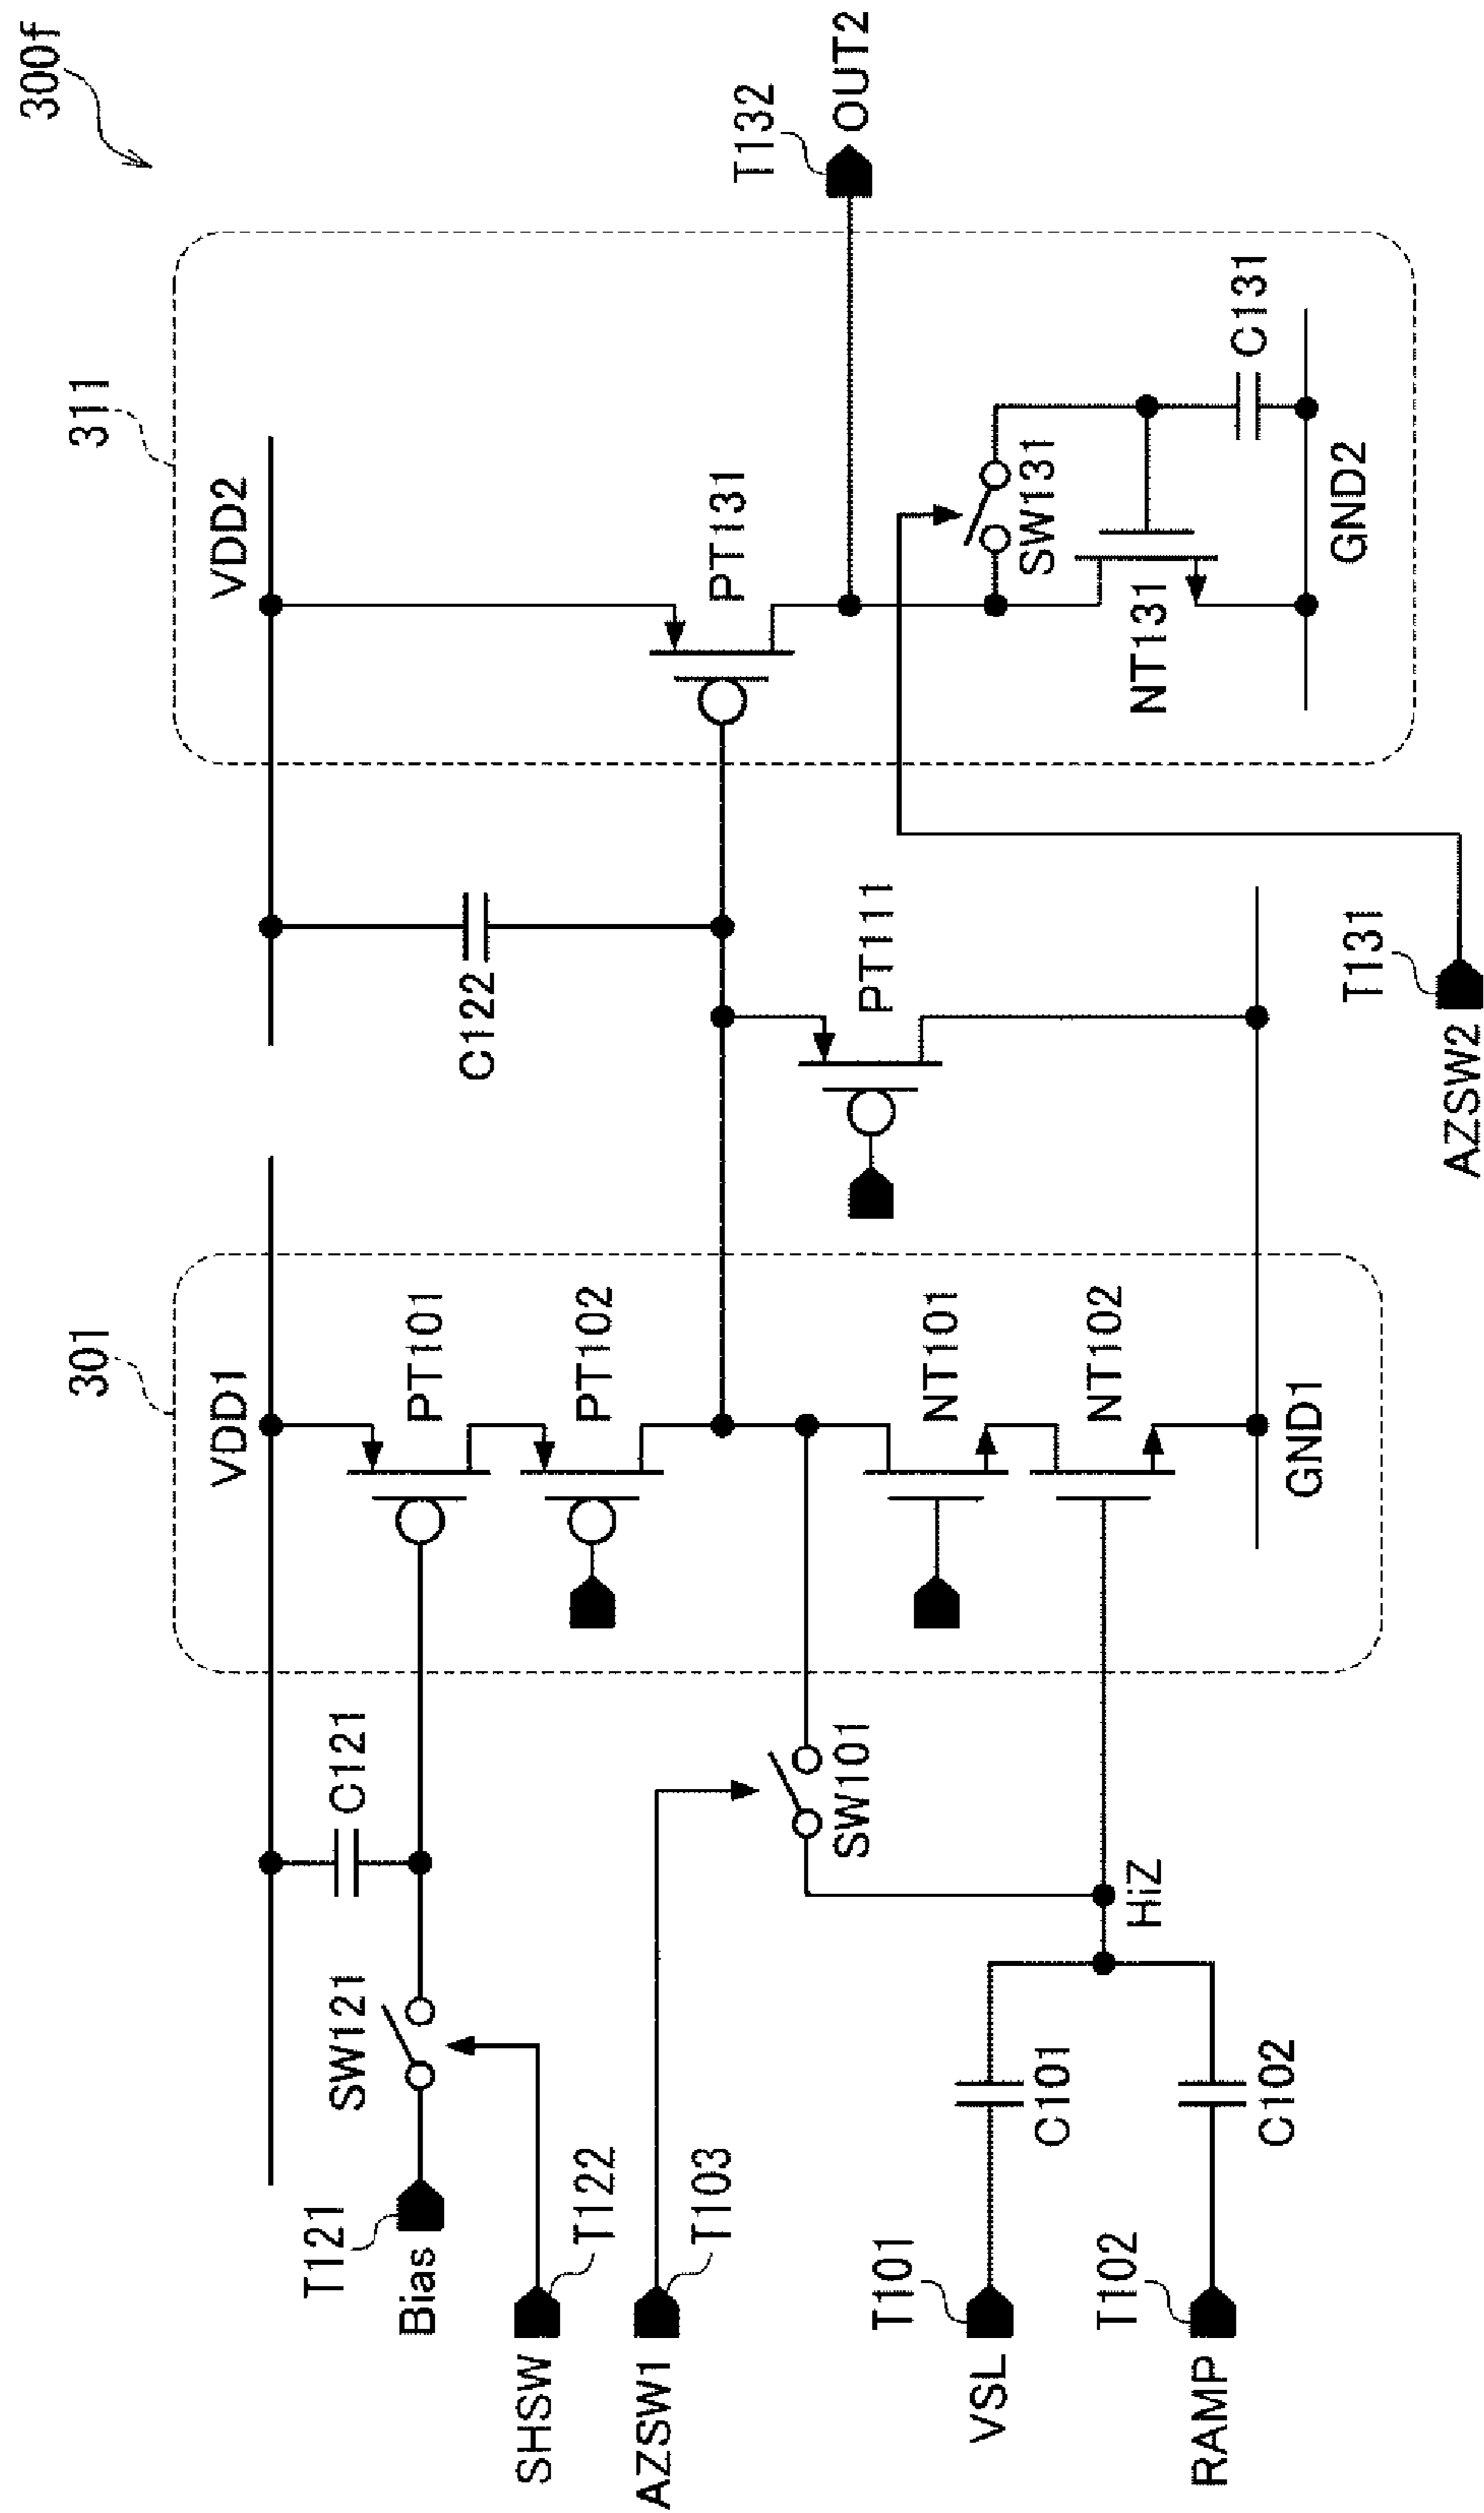 300f
301
311
VDD1
VDD2
T121
Bias
SW121
C121
PT101
PT102
C122
PT131
T132
OUT2
SHSW
T122
AZSW1
T103
SW101
NT101
NT102
PT111
SW131
C131
NT131
VSL
T101
C101
HiZ
RAMP
T102
C102
GND1
GND2
T131
AZSW2